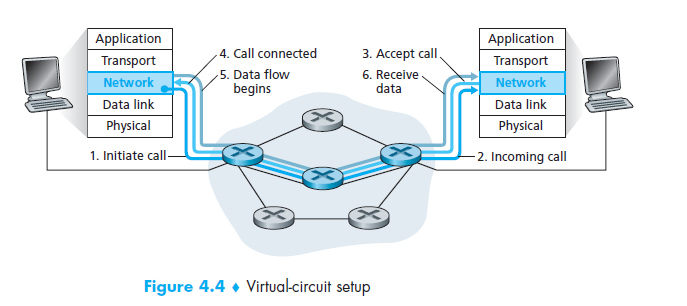 Application
Transport
Network
Data link
Physical
4. Call connected
5. Data flow
begins
3. Accept call
6. Receive
data
Application
Transport
Network
Data link
Physical
1. Initiate call
2. Incoming call
Figure 4.4 ♦ Virtual-circuit setup